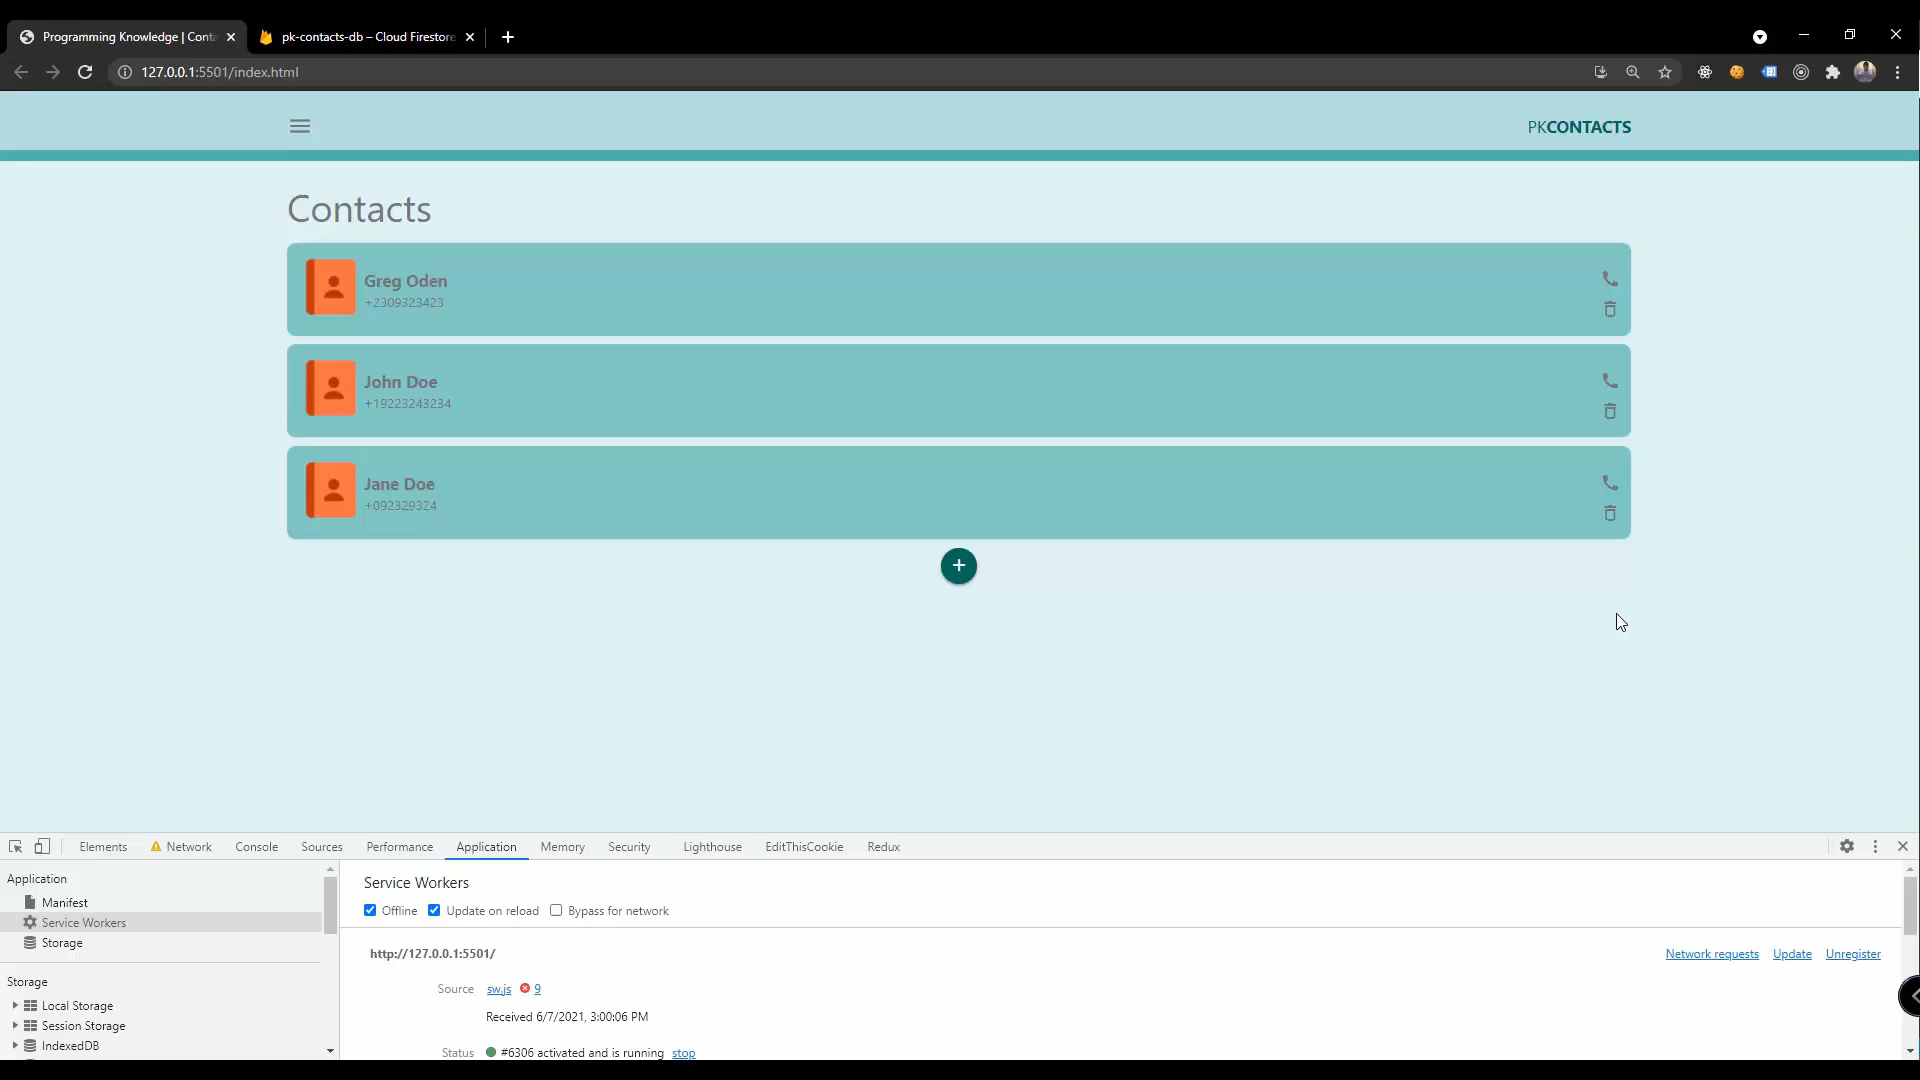 Programming Knowledge | Conta
pk-contacts-db – Cloud Firestore
127.0.0.1:5501/index.html
PKCONTACTS
Contacts
Greg Oden
+2309323423
John Doe
+19223243234
Jane Doe
+092329324
+
Elements Network Console Sources Performance Application Memory Security Lighthouse EditThisCookie Redux
Application
Manifest
Service Workers
Storage
Storage
Local Storage
Session Storage
IndexedDB
Service Workers
Offline Update on reload Bypass for network
http://127.0.0.1:5501/
Network requests Update Unregister
Source sw.js 9
Received 6/7/2021, 3:00:06 PM
Status #6306 activated and is running stop